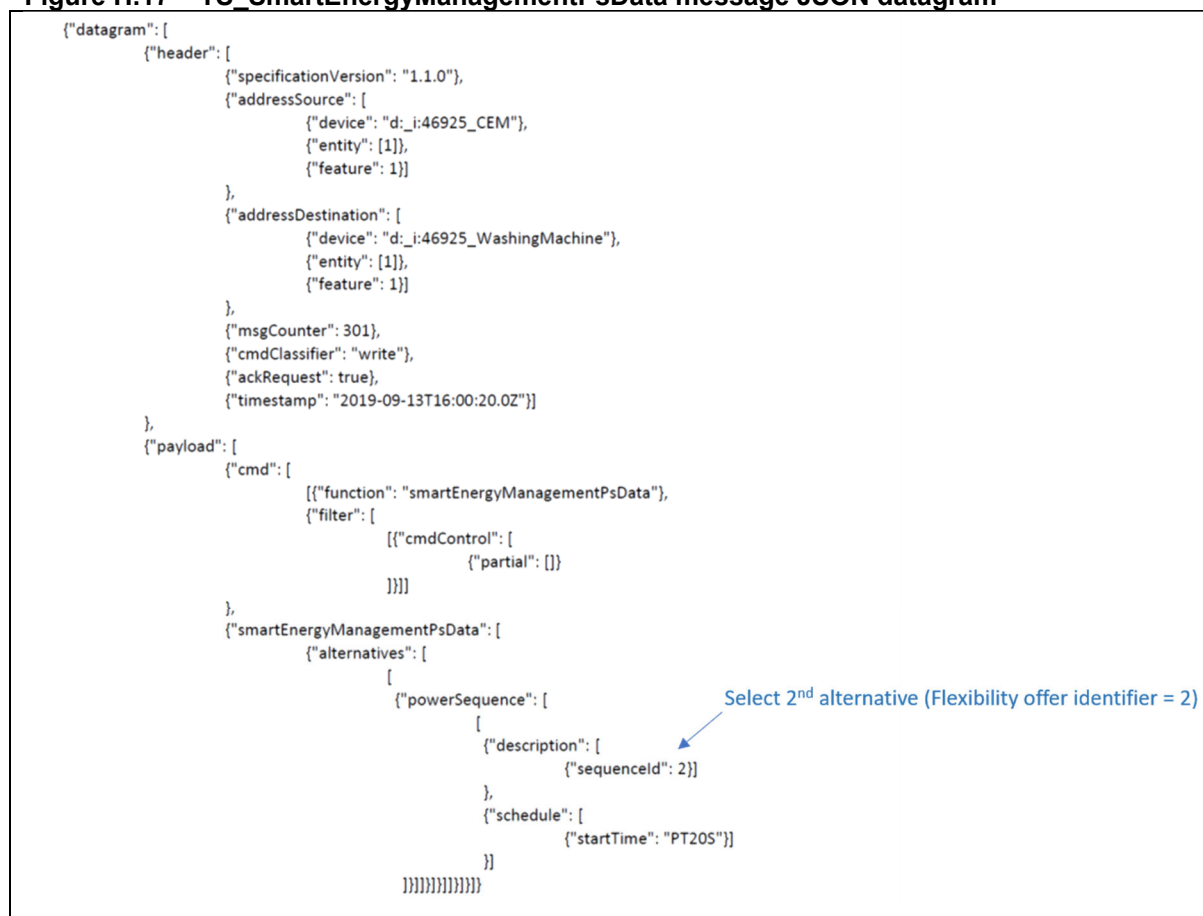 Figure H.17 – TS_SmartEnergyManagementPsData message JSON datagram
{"datagram": [
{"header": [
{"specificationVersion": "1.1.0"},
{"addressSource": [
{"device": "d:_i:46925_CEM"},
{"entity": [1]},
{"feature": 1}]
},
{"addressDestination": [
{"device": "d:_i:46925_WashingMachine"},
{"entity": [1]},
{"feature": 1}]
},
{"msgCounter": 301},
{"cmdClassifier": "write"},
{"ackRequest": true},
{"timestamp": "2019-09-13T16:00:20.0Z"}]
},
{"payload": [
{"cmd": [
[{"function": "smartEnergyManagementPsData"},
{"filter": [
[{"cmdControl": [
{"partial": []}
]}]]
},
{"smartEnergyManagementPsData": [
{"alternatives": [
[
{"powerSequence": [
Select 2nd alternative (Flexibility offer identifier = 2)
[
{"description": [
{"sequenceId": 2}]
},
{"schedule": [
{"startTime": "PT20S"}]
}]
]}]]}]}]]}]}]}